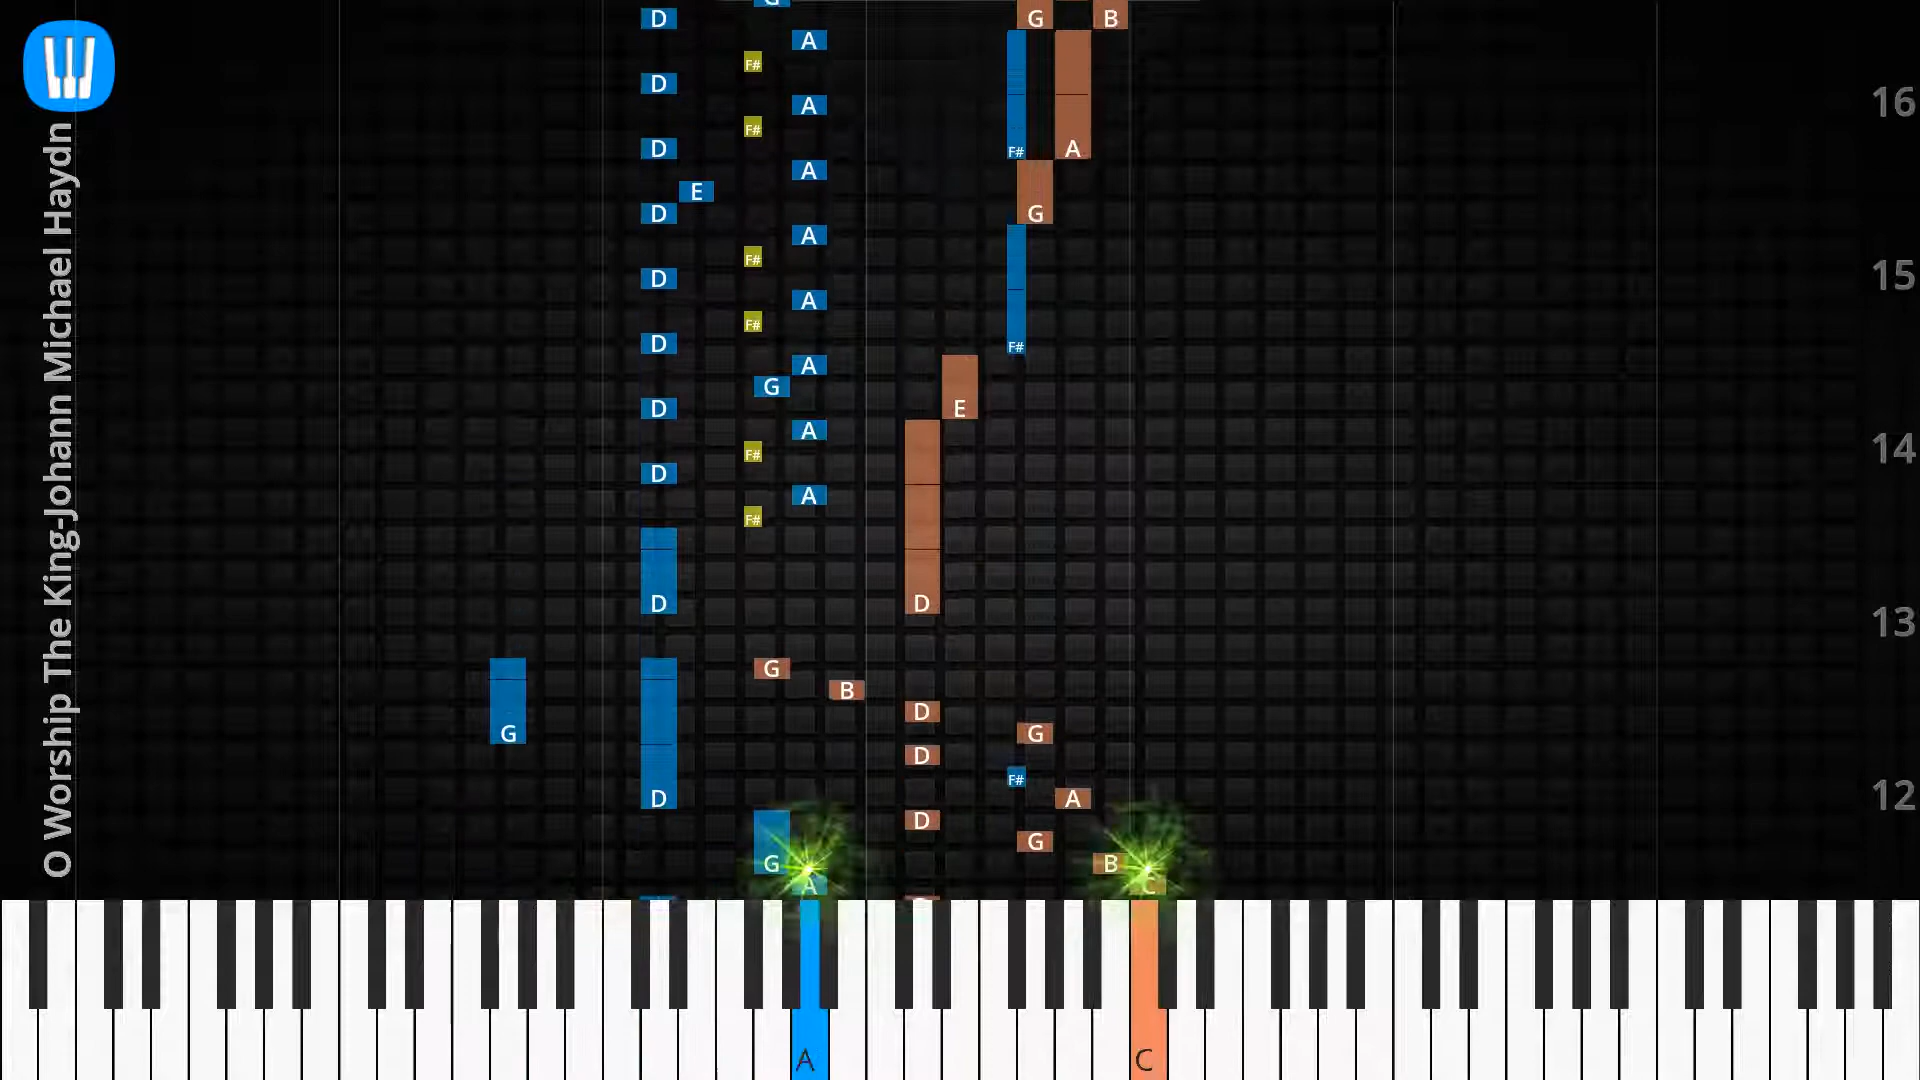 O Worship The King-Johann Michael Haydn
G
D G B
A
F#
D
A
F#
D F# A
A
E
D G
A
F#
D
A
F#
D F#
A
G
D E
A
F#
D
A
F#
D D
G
B
D
G G
D
F#
D A
D
G
G B
A C
16
15
14
13
12
A C